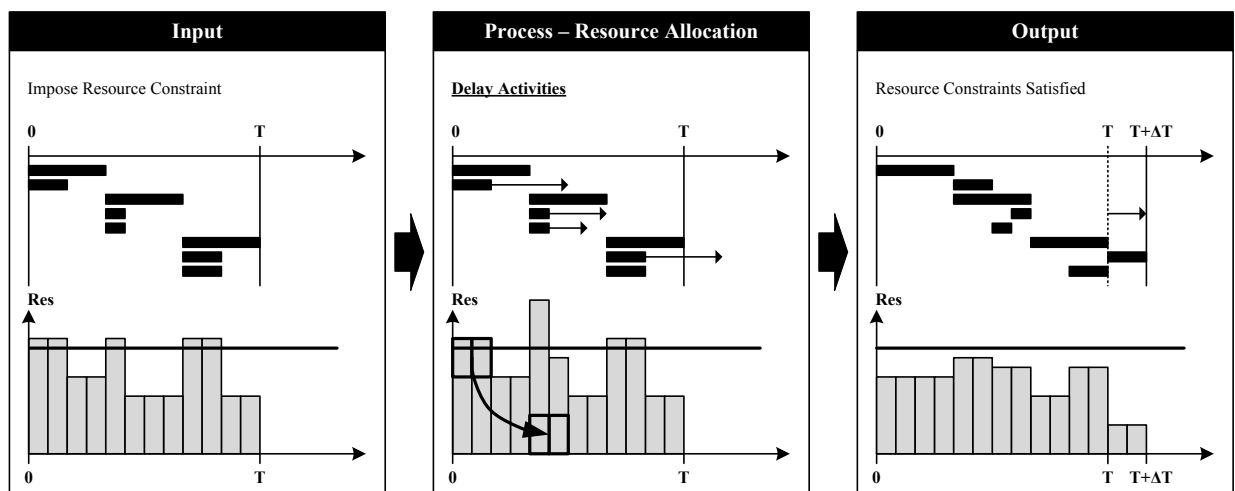 Input
Impose Resource Constraint
0 T
Res
0 T
Process – Resource Allocation
Delay Activities
0 T
Res
0 T
Output
Resource Constraints Satisfied
0 T T+ΔT
Res
0 T T+ΔT